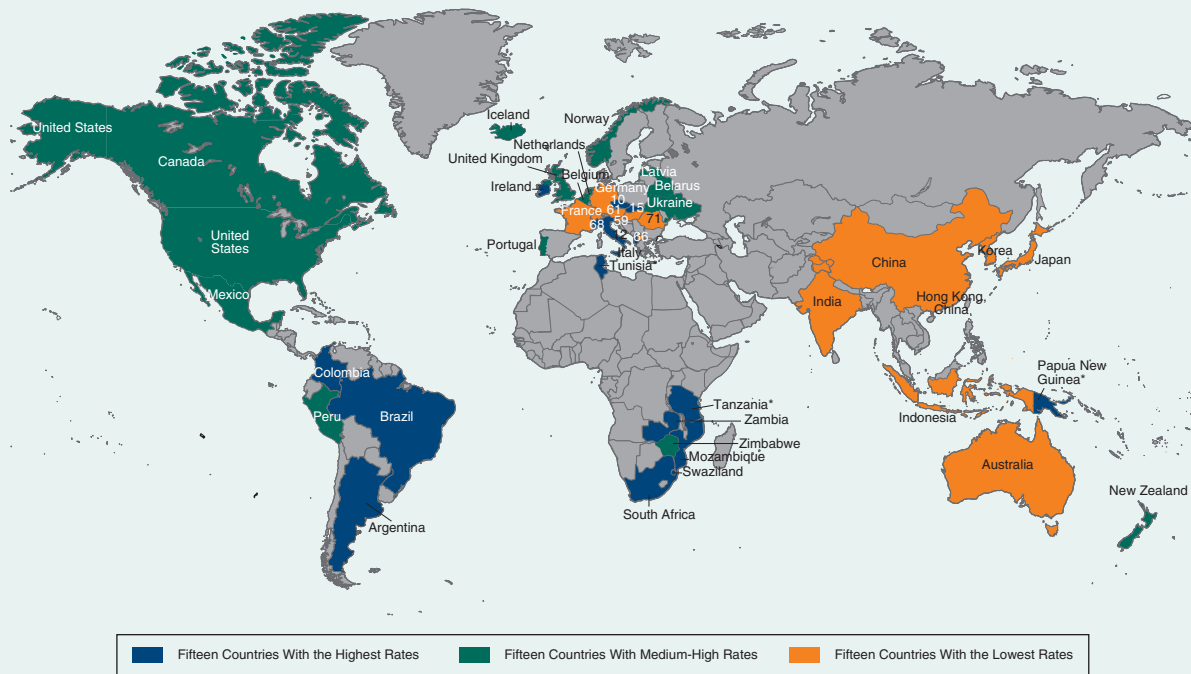 Iceland
Norway
United States
Netherlands
Canada
United Kingdom
Belgium
Latvia
Ireland
Germany
Belarus
10
Ukraine
France
61
15
68
59
71
United
States
Portugal
36
Italy
Korea
Japan
Tunisia
China
Mexico
India
Hong Kong,
China
Colombia
Papua New
Guinea*
Peru
Brazil
Tanzania*
Indonesia
Zambia
Zimbabwe
Mozambique
Australia
Swaziland
New Zealand
South Africa
Argentina
Fifteen Countries With the Highest Rates
Fifteen Countries With Medium-High Rates
Fifteen Countries With the Lowest Rates